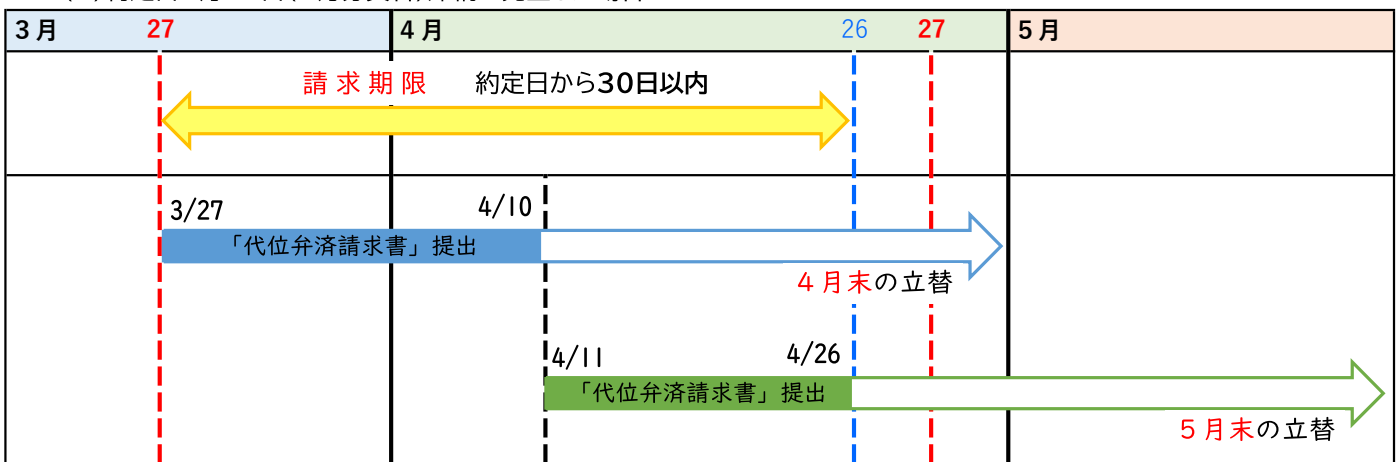 3月 27 4月 26 27 5月
請求期限 約定日から30日以内
3/27 4/10
「代位弁済請求書」提出
4月末の立替
4/11 4/26
「代位弁済請求書」提出
5月末の立替